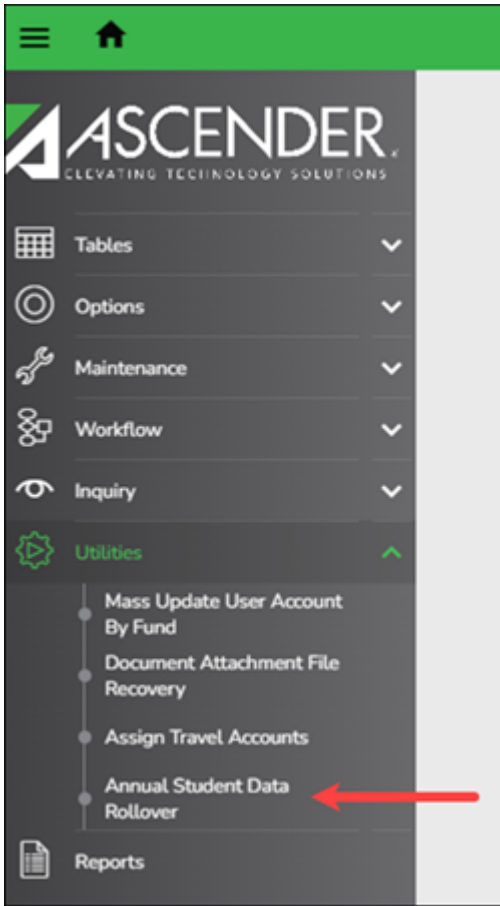 ASCENDER
ELEVATING TECHNOLOGY SOLUTIONS
Tables
Options
Maintenance
Workflow
Inquiry
Utilities
Mass Update User Account
By Fund
Document Attachment File
Recovery
Assign Travel Accounts
Annual Student Data
Rollover
Reports